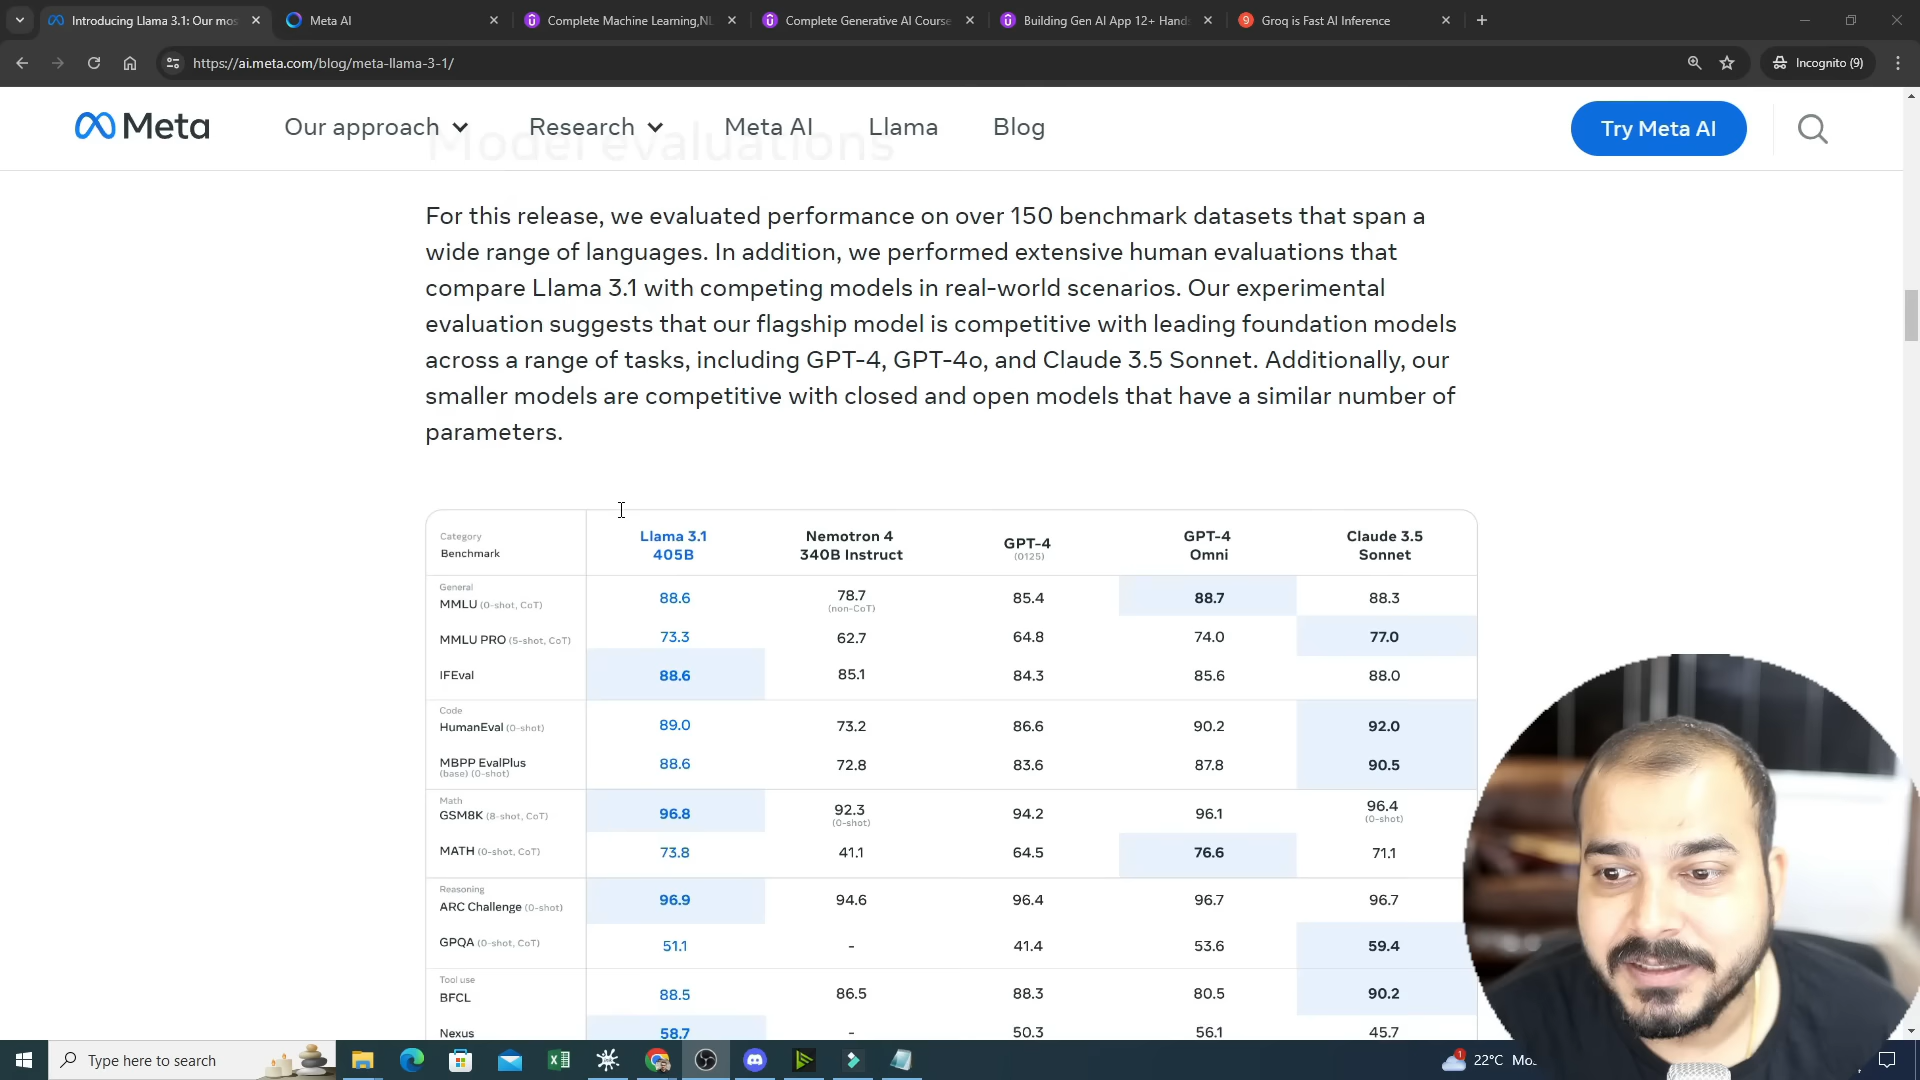 Introducing Llama 3.1: Our mos
Meta AI
Complete Machine Learning,NL
Complete Generative AI Course
Building Gen AI App 12+ Hand
Groq is Fast AI Inference
https://ai.meta.com/blog/meta-llama-3-1/
Incognito (9)
Meta
Our approach
Research
Meta AI
Llama
Blog
Try Meta AI
Model evaluations
For this release, we evaluated performance on over 150 benchmark datasets that span a
wide range of languages. In addition, we performed extensive human evaluations that
compare Llama 3.1 with competing models in real-world scenarios. Our experimental
evaluation suggests that our flagship model is competitive with leading foundation models
across a range of tasks, including GPT-4, GPT-4o, and Claude 3.5 Sonnet. Additionally, our
smaller models are competitive with closed and open models that have a similar number of
parameters.
Category
Benchmark
Llama 3.1
405B
Nemotron 4
340B Instruct
GPT-4
(0125)
GPT-4
Omni
Claude 3.5
Sonnet
General
MMLU (0-shot, CoT) 88.6 78.7 (non-CoT) 85.4 88.7 88.3
MMLU PRO (5-shot, CoT) 73.3 62.7 64.8 74.0 77.0
IFEval 88.6 85.1 84.3 85.6 88.0
Code
HumanEval (0-shot) 89.0 73.2 86.6 90.2 92.0
MBPP EvalPlus (base) (0-shot) 88.6 72.8 83.6 87.8 90.5
Math
GSM8K (8-shot, CoT) 96.8 92.3 (0-shot) 94.2 96.1 96.4 (0-shot)
MATH (0-shot, CoT) 73.8 41.1 64.5 76.6 71.1
Reasoning
ARC Challenge (0-shot) 96.9 94.6 96.4 96.7 96.7
GPQA (0-shot, CoT) 51.1 - 41.4 53.6 59.4
Tool use
BFCL 88.5 86.5 88.3 80.5 90.2
Nexus 58.7 - 50.3 56.1 45.7
Type here to search
1
22°C Mo